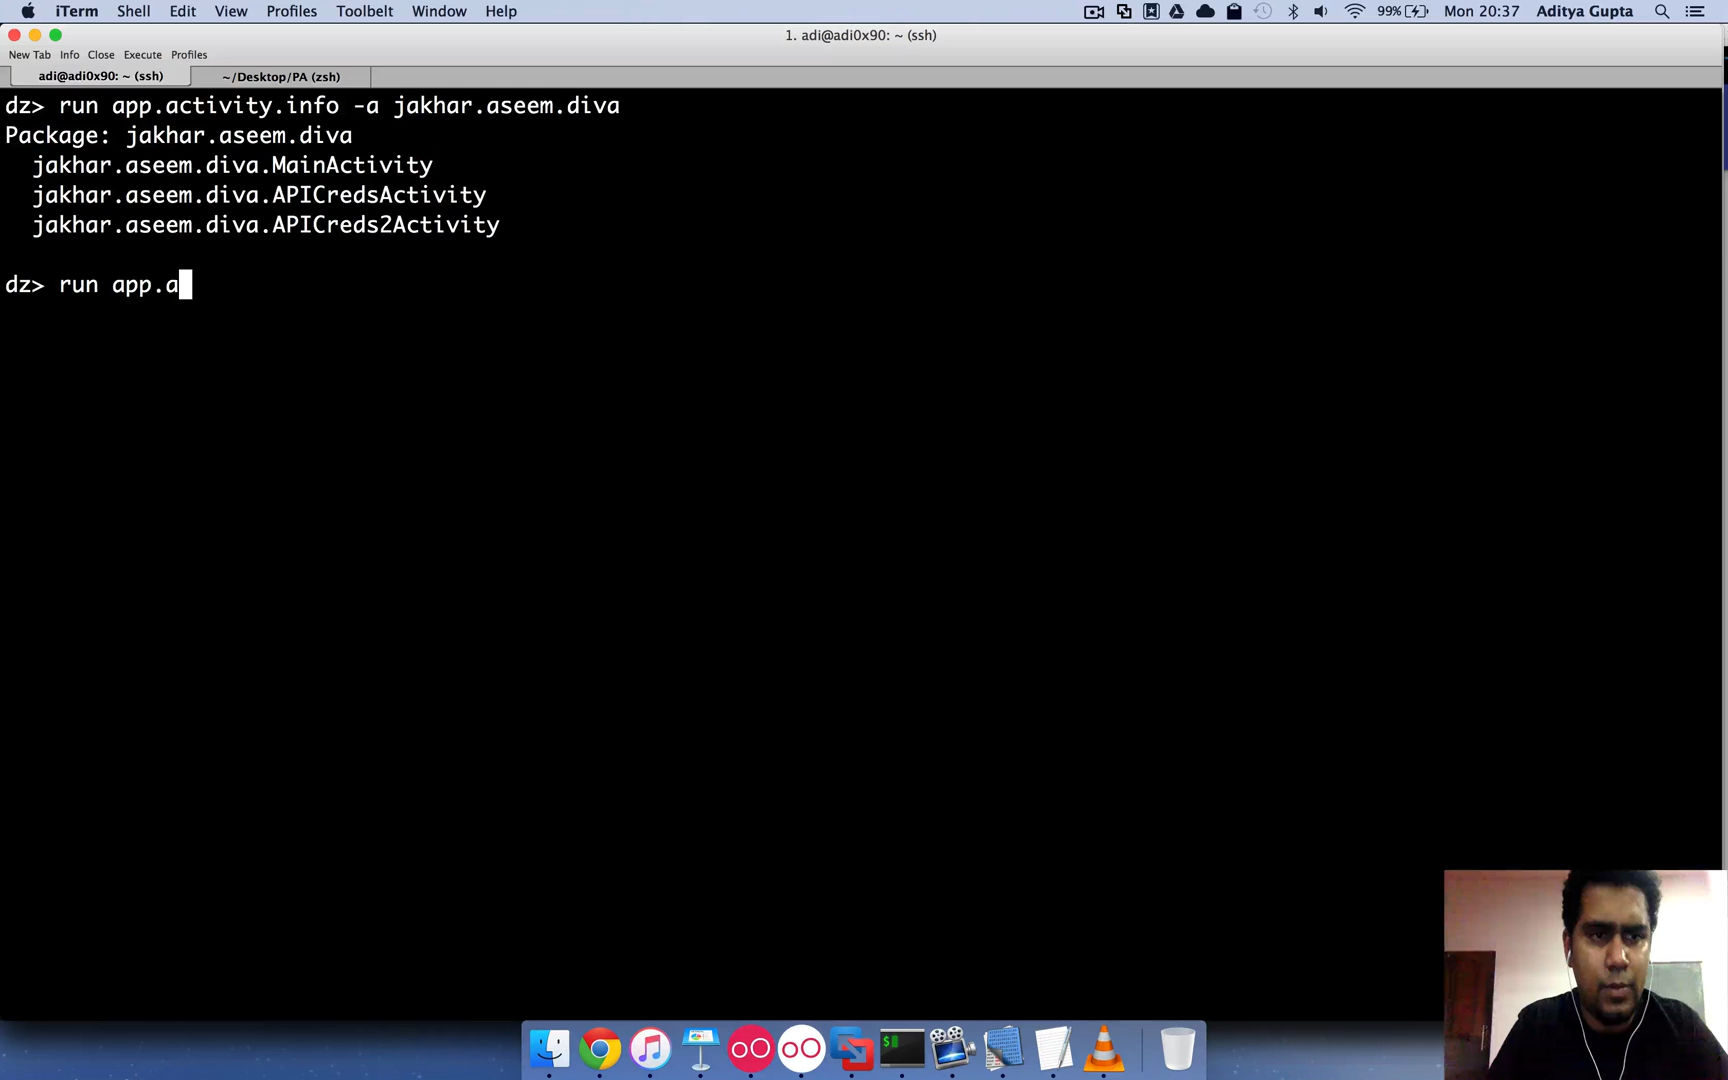 iTerm Shell Edit View Profiles Toolbelt Window Help 99% Mon 20:37 Aditya Gupta
1. adi@adi0x90: ~ (ssh)
New Tab Info Close Execute Profiles
adi@adi0x90: ~ (ssh) ~/Desktop/PA (zsh)
dz> run app.activity.info -a jakhar.aseem.diva
Package: jakhar.aseem.diva
jakhar.aseem.diva.MainActivity
jakhar.aseem.diva.APICredsActivity
jakhar.aseem.diva.APICreds2Activity
dz> run app.a
$